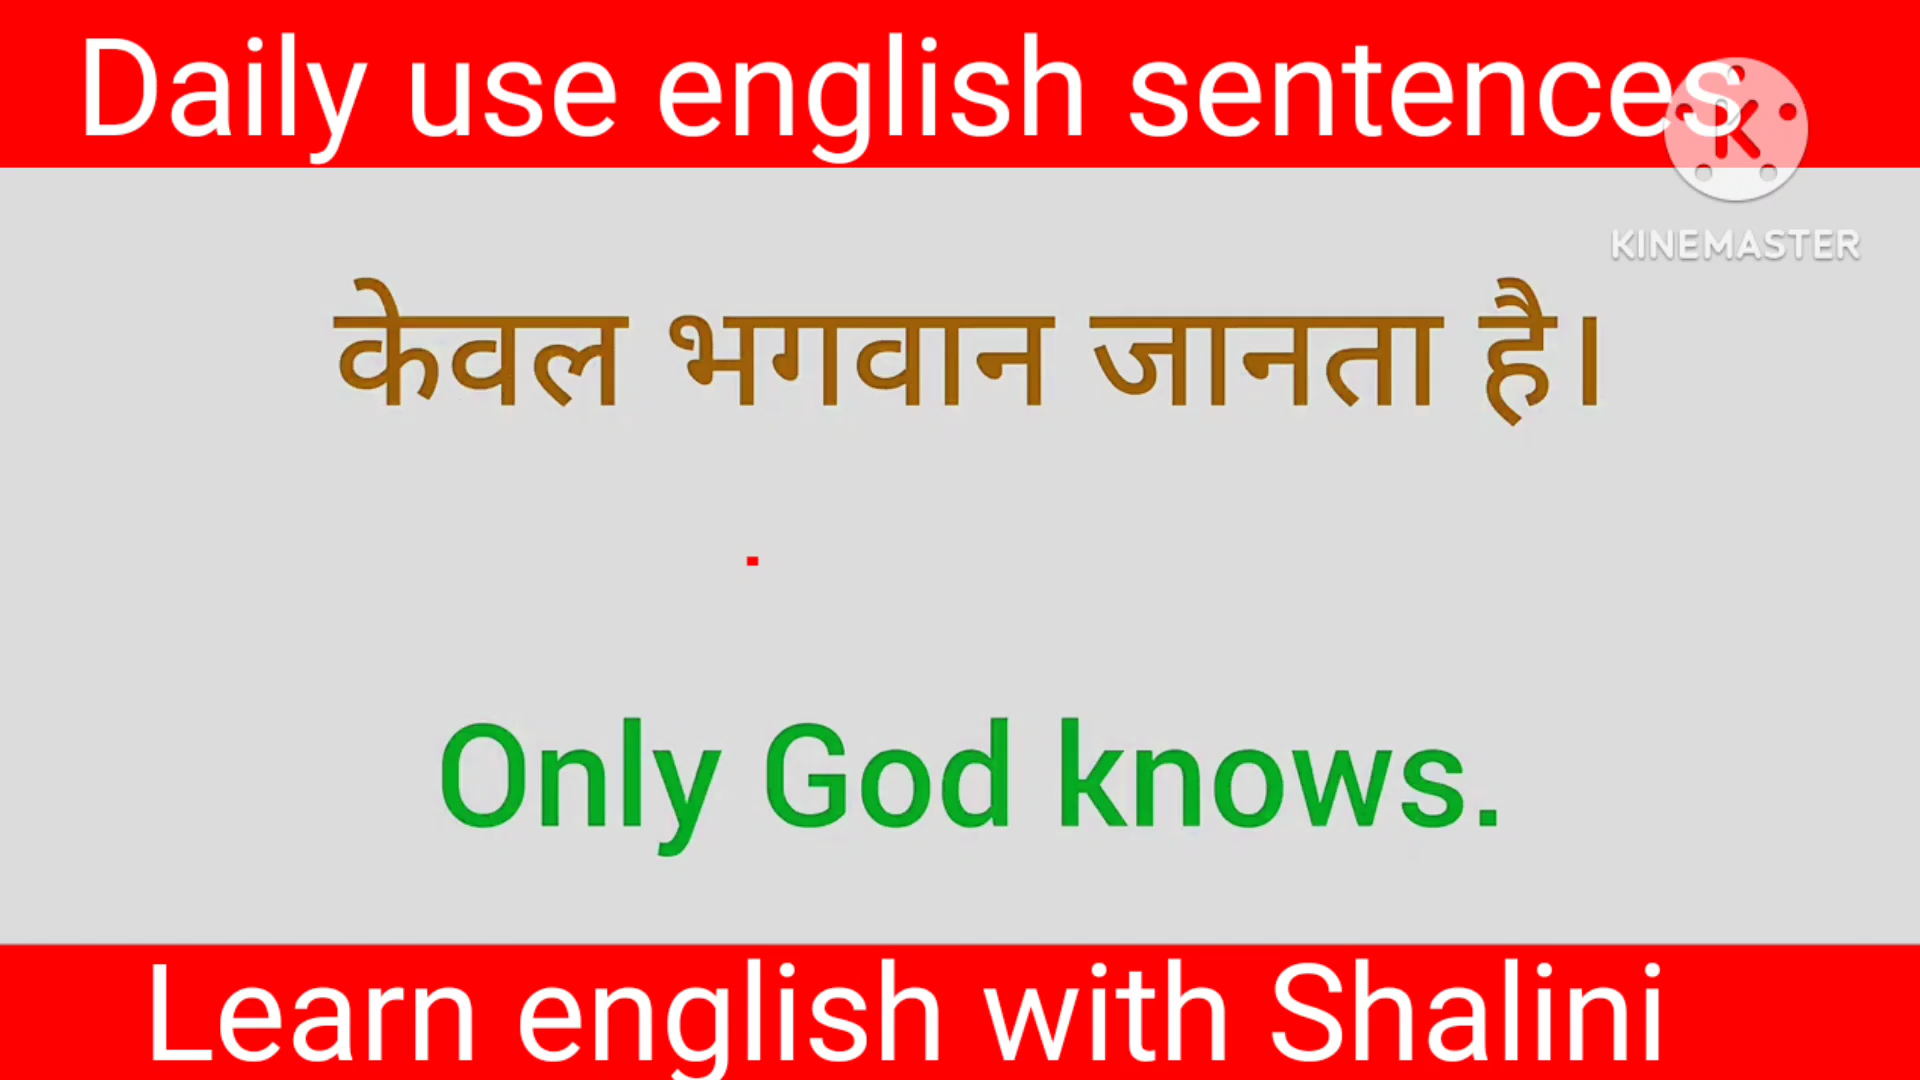 Daily use english sentences
K
KINEMASTER
केवल भगवान जानता है।
.
Only God knows.
Learn english with Shalini